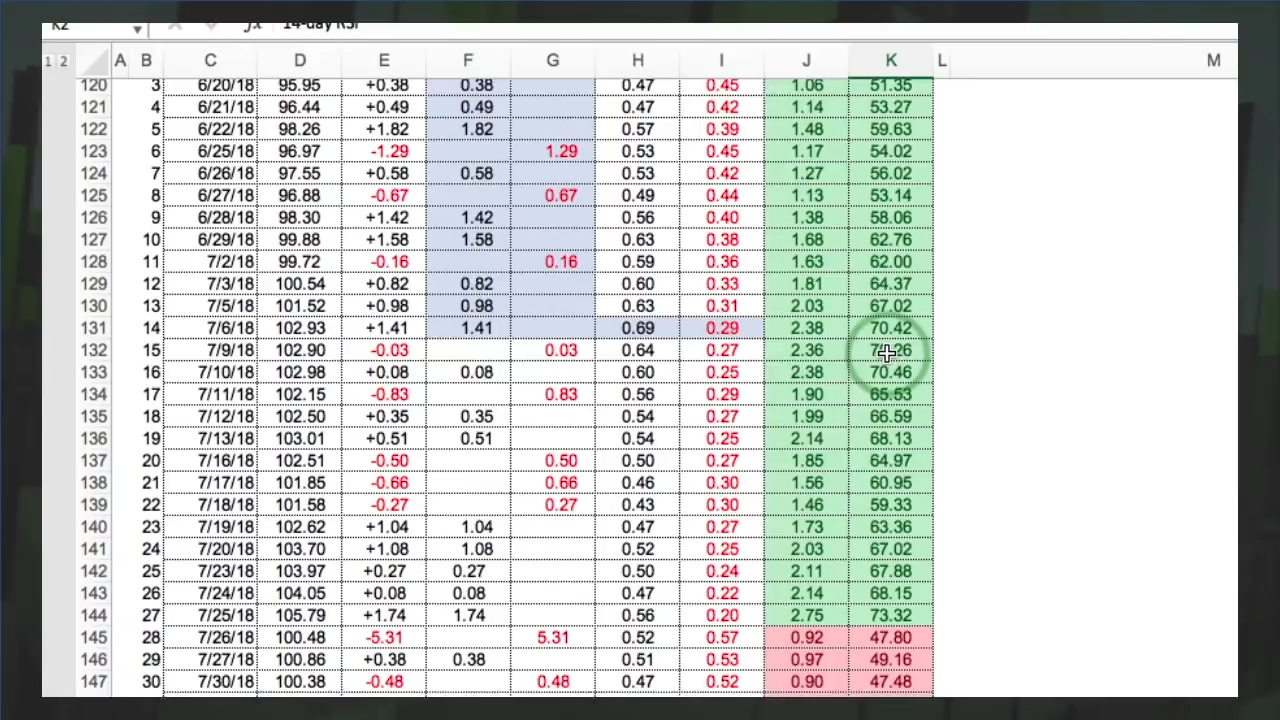 K2 fx 14-day RSI
1 2 A B C D E F G H I J K L M
120 3 6/20/18 95.95 +0.38 0.38 0.47 0.45 1.06 51.35
121 4 6/21/18 96.44 +0.49 0.49 0.47 0.42 1.14 53.27
122 5 6/22/18 98.26 +1.82 1.82 0.57 0.39 1.48 59.63
123 6 6/25/18 96.97 -1.29 1.29 0.53 0.45 1.17 54.02
124 7 6/26/18 97.55 +0.58 0.58 0.53 0.42 1.27 56.02
125 8 6/27/18 96.88 -0.67 0.67 0.49 0.44 1.13 53.14
126 9 6/28/18 98.30 +1.42 1.42 0.56 0.40 1.38 58.06
127 10 6/29/18 99.88 +1.58 1.58 0.63 0.38 1.68 62.76
128 11 7/2/18 99.72 -0.16 0.16 0.59 0.36 1.63 62.00
129 12 7/3/18 100.54 +0.82 0.82 0.60 0.33 1.81 64.37
130 13 7/5/18 101.52 +0.98 0.98 0.63 0.31 2.03 67.02
131 14 7/6/18 102.93 +1.41 1.41 0.69 0.29 2.38 70.42
132 15 7/9/18 102.90 -0.03 0.03 0.64 0.27 2.36
133 16 7/10/18 102.98 +0.08 0.08 0.60 0.25 2.38 70.46
134 17 7/11/18 102.15 -0.83 0.83 0.56 0.29 1.90 65.53
135 18 7/12/18 102.50 +0.35 0.35 0.54 0.27 1.99 66.59
136 19 7/13/18 103.01 +0.51 0.51 0.54 0.25 2.14 68.13
137 20 7/16/18 102.51 -0.50 0.50 0.50 0.27 1.85 64.97
138 21 7/17/18 101.85 -0.66 0.66 0.46 0.30 1.56 60.95
139 22 7/18/18 101.58 -0.27 0.27 0.43 0.30 1.46 59.33
140 23 7/19/18 102.62 +1.04 1.04 0.47 0.27 1.73 63.36
141 24 7/20/18 103.70 +1.08 1.08 0.52 0.25 2.03 67.02
142 25 7/23/18 103.97 +0.27 0.27 0.50 0.24 2.11 67.88
143 26 7/24/18 104.05 +0.08 0.08 0.47 0.22 2.14 68.15
144 27 7/25/18 105.79 +1.74 1.74 0.56 0.20 2.75 73.32
145 28 7/26/18 100.48 -5.31 5.31 0.52 0.57 0.92 47.80
146 29 7/27/18 100.86 +0.38 0.38 0.51 0.53 0.97 49.16
147 30 7/30/18 100.38 -0.48 0.48 0.47 0.52 0.90 47.48